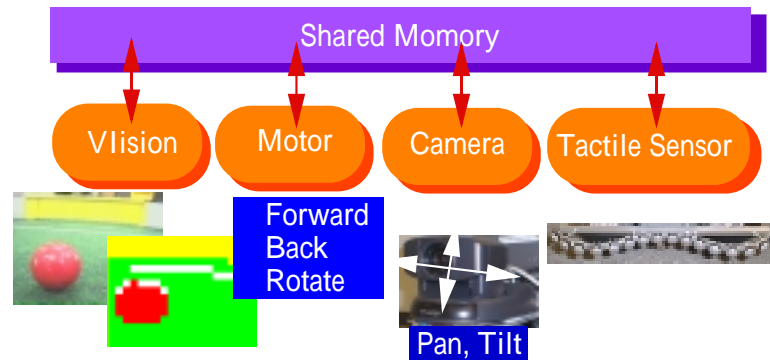 Shared Momory
VIision
Motor
Camera
Tactile Sensor
Forward
Back
Rotate
Pan, Tilt